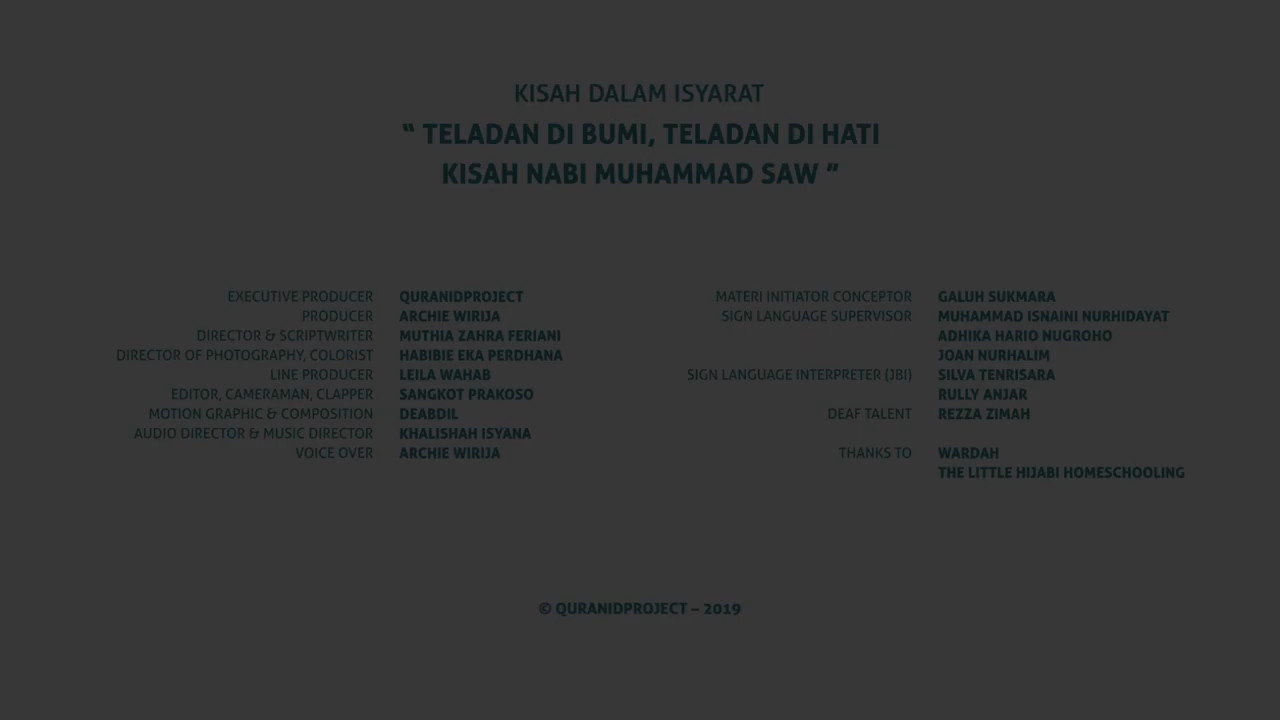 KISAH DALAM ISYARAT
“ TELADAN DI BUMI, TELADAN DI HATI
KISAH NABI MUHAMMAD SAW ”
EXECUTIVE PRODUCER QURANIDPROJECT
PRODUCER ARCHIE WIRIJA
DIRECTOR & SCRIPTWRITER MUTHIA ZAHRA FERIANI
DIRECTOR OF PHOTOGRAPHY, COLORIST HABIBIE EKA PERDHANA
LINE PRODUCER LEILA WAHAB
EDITOR, CAMERAMAN, CLAPPER SANGKOT PRAKOSO
MOTION GRAPHIC & COMPOSITION DEABDIL
AUDIO DIRECTOR & MUSIC DIRECTOR KHALISHAH ISYANA
VOICE OVER ARCHIE WIRIJA
MATERI INITIATOR CONCEPTOR GALUH SUKMARA
SIGN LANGUAGE SUPERVISOR MUHAMMAD ISNAINI NURHIDAYAT
ADHIKA HARIO NUGROHO
JOAN NURHALIM
SIGN LANGUAGE INTERPRETER (JBI) SILVA TENRISARA
RULLY ANJAR
DEAF TALENT REZZA ZIMAH
THANKS TO WARDAH
THE LITTLE HIJABI HOMESCHOOLING
© QURANIDPROJECT – 2019